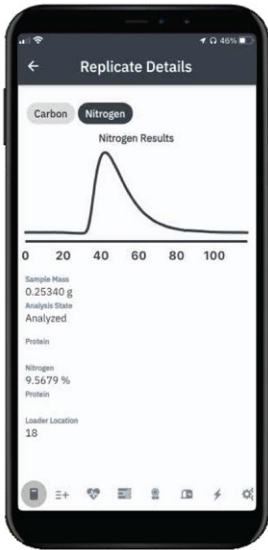 46%
Replicate Details
Carbon Nitrogen
Nitrogen Results
0 20 40 60 80 100
Sample Mass
0.25340 g
Analysis State
Analyzed
Protein
Nitrogen
9.5679 %
Protein
Loader Location
18